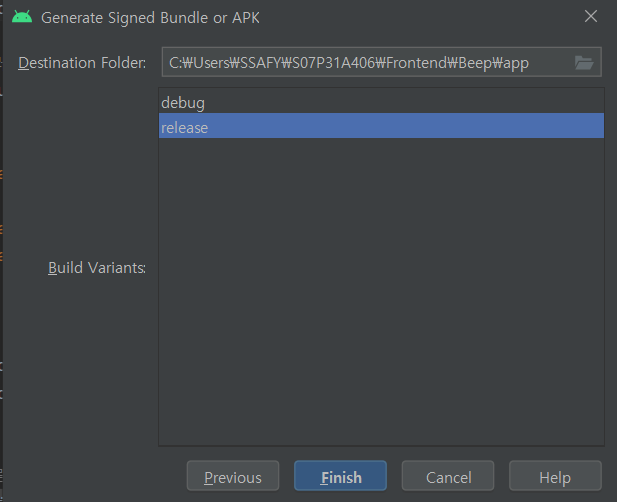 Generate Signed Bundle or APK
Destination Folder: C:₩Users₩SSAFY₩S07P31A406₩Frontend₩Beep₩app
debug
release
Build Variants:
Previous Finish Cancel Help